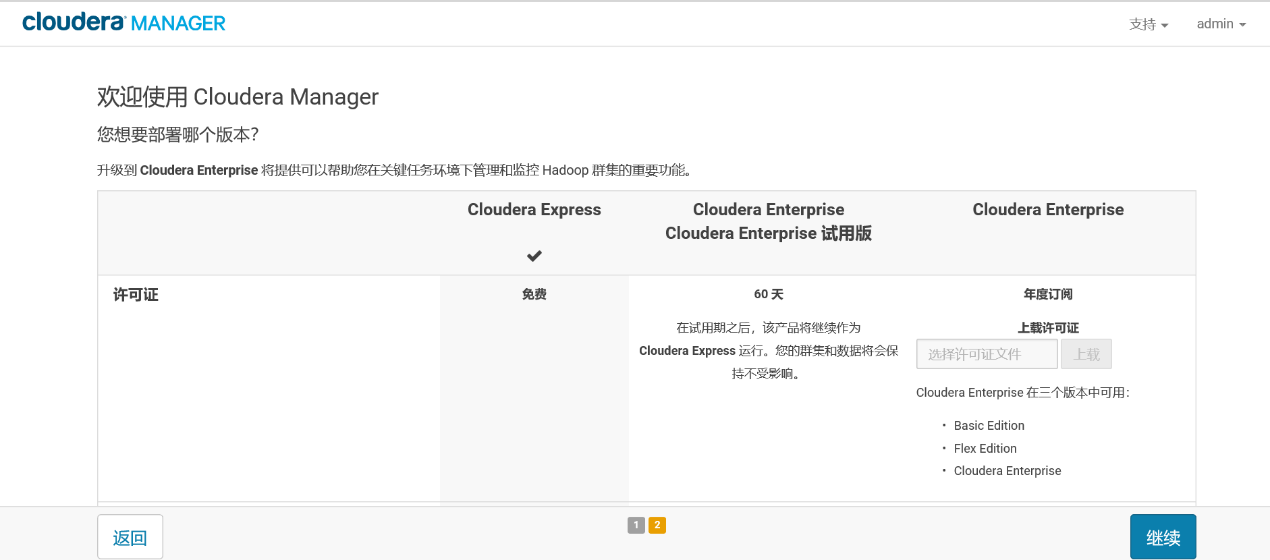 cloudera MANAGER
支持
admin
欢迎使用 Cloudera Manager
您想要部署哪个版本？
升级到 Cloudera Enterprise 将提供可以帮助您在关键任务环境下管理和监控 Hadoop 群集的重要功能。
Cloudera Express
Cloudera Enterprise
Cloudera Enterprise 试用版
Cloudera Enterprise
许可证
免费
60 天
在试用期之后，该产品将继续作为
Cloudera Express 运行。您的群集和数据将会保
持不受影响。
年度订阅
上载许可证
选择许可证文件
上载
Cloudera Enterprise 在三个版本中可用：
• Basic Edition
• Flex Edition
• Cloudera Enterprise
返回
1 2
继续